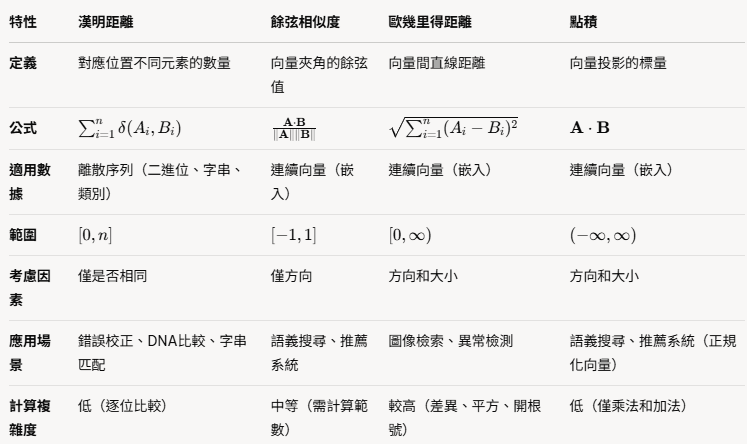 特性 漢明距離 餘弦相似度 歐幾里得距離 點積
定義 對應位置不同元素的數量 向量夾角的餘弦 向量間直線距離 向量投影的標量
值
公式 $\sum_{i=1}^{n} \delta(A_i, B_i)$ $\frac{\mathbf{A} \cdot \mathbf{B}}{\|\mathbf{A}\|\|\mathbf{B}\|}$ $\sqrt{\sum_{i=1}^{n} (A_i - B_i)^2}$ $\mathbf{A} \cdot \mathbf{B}$
適用數 離散序列（二進位、字串、 連續向量（嵌 連續向量（嵌入） 連續向量（嵌入）
據 類別） 入）
範圍 [0, n] [−1, 1] [0, ∞) (−∞, ∞)
考慮因 僅是否相同 僅方向 方向和大小 方向和大小
素
應用場 錯誤校正、DNA比較、字串 語義搜尋、推薦 圖像檢索、異常檢測 語義搜尋、推薦系統（正規
景 匹配 系統 化向量）
計算複 低（逐位比較） 中等（需計算範 較高（差異、平方、開根 低（僅乘法和加法）
雜度 數） 號）